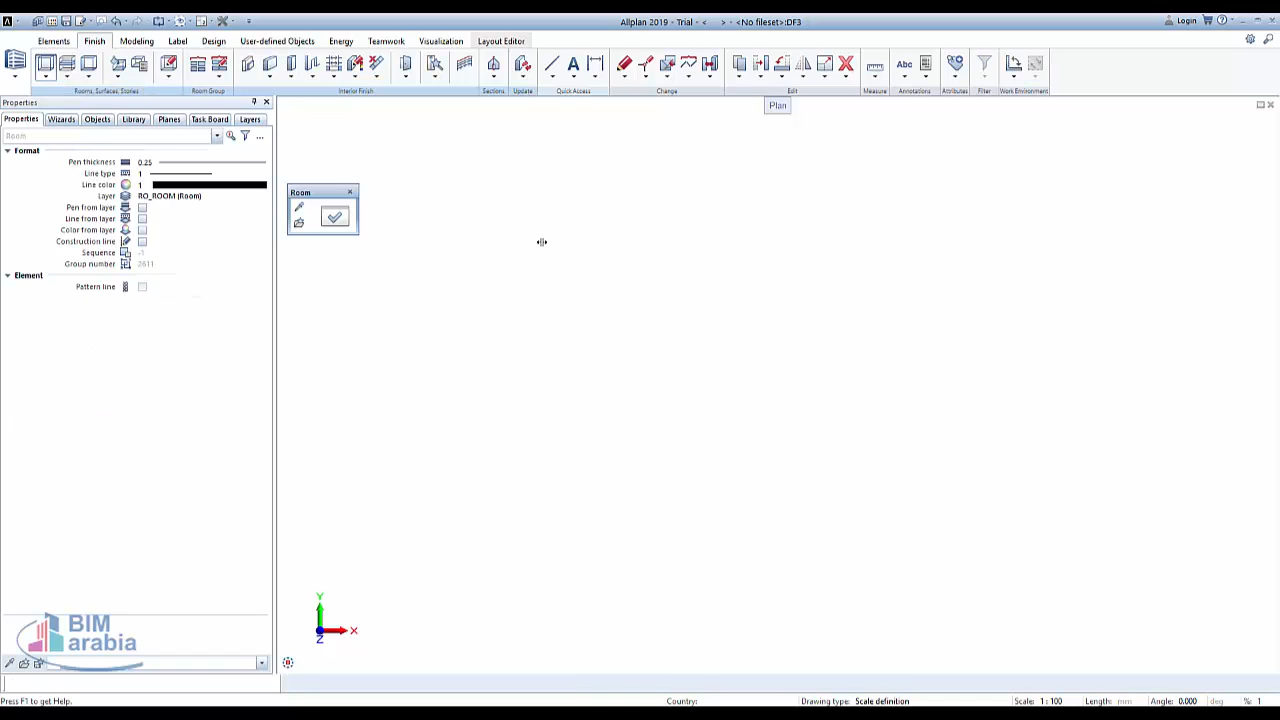 Allplan 2019 - Trial - < > - <No fileset>:DF3
Login
Elements Finish Modeling Label Design User-defined Objects Energy Teamwork Visualization Layout Editor
Abc
Rooms, Surfaces, Stories Room Group Interior Finish Sections Update Quick Access Change Edit Measure Annotations Attributes Filter Work Environment
Properties
Plan
Properties Wizards Objects Library Planes Task Board Layers
Room
Format
Pen thickness 0.25
Line type 1
Line color 1
Layer RO_ROOM (Room)
Pen from layer
Line from layer
Color from layer
Construction line
Sequence -1
Group number 2611
Element
Pattern line
Room
Y
X
Z
BIM
arabia
Press F1 to get Help.
Country:
Drawing type: Scale definition
Scale: 1 : 100
Length: mm
Angle: 0.000 deg
%: 1